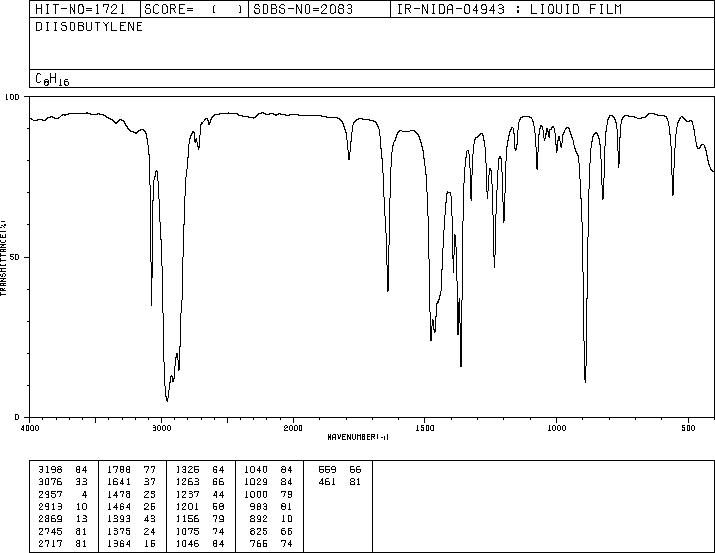 HIT-NO=1721 SCORE= ( ) SDBS-NO=2083 IR-NIDA-04943 : LIQUID FILM
DIISOBUTYLENE
C8H16
100
50
0
TRANSMITTANCE(%)
4000 3000 2000 1500 1000 500
WAVENUMBER(-1)
3198 84 1788 77 1326 64 1040 84 559 66
3076 33 1641 37 1263 66 1029 84 461 81
2957 4 1478 23 1237 44 1000 79
2913 10 1464 26 1201 58 983 81
2869 13 1393 43 1156 79 892 10
2745 81 1375 24 1075 74 825 66
2717 81 1364 15 1046 84 766 74